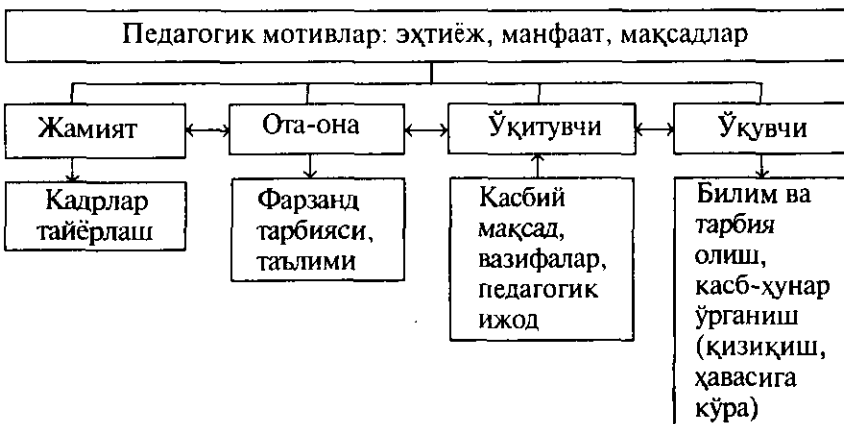 Педагогик мотивлар: эҳтиёж, манфаат, мақсадлар
Жамият
Ота-она
Ўқитувчи
Ўқувчи
Кадрлар
тайёрлаш
Фарзанд
тарбияси,
таълими
Касбий
мақсад,
вазифалар,
педагогик
ижод
Билим ва
тарбия
олиш,
касб-ҳунар
ўрганиш
(қизиқиш,
ҳавасига
кўра)